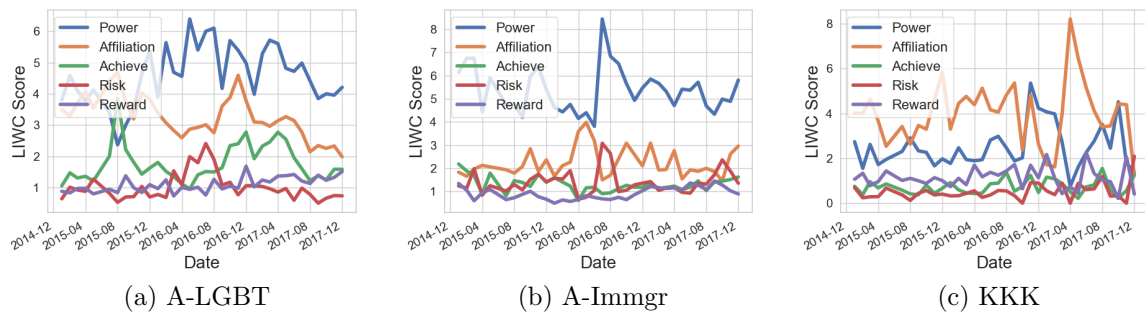 LIWC Score
6
5
4
3
2
1
Power
Affiliation
Achieve
Risk
Reward
2014-12
2015-04
2015-08
2015-12
2016-04
2016-08
2016-12
2017-04
2017-08
2017-12
Date
(a) A-LGBT
LIWC Score
8
7
6
5
4
3
2
1
Power
Affiliation
Achieve
Risk
Reward
2014-12
2015-04
2015-08
2015-12
2016-04
2016-08
2016-12
2017-04
2017-08
2017-12
Date
(b) A-Immgr
LIWC Score
8
6
4
2
0
Power
Affiliation
Achieve
Risk
Reward
2014-12
2015-04
2015-08
2015-12
2016-04
2016-08
2016-12
2017-04
2017-08
2017-12
Date
(c) KKK